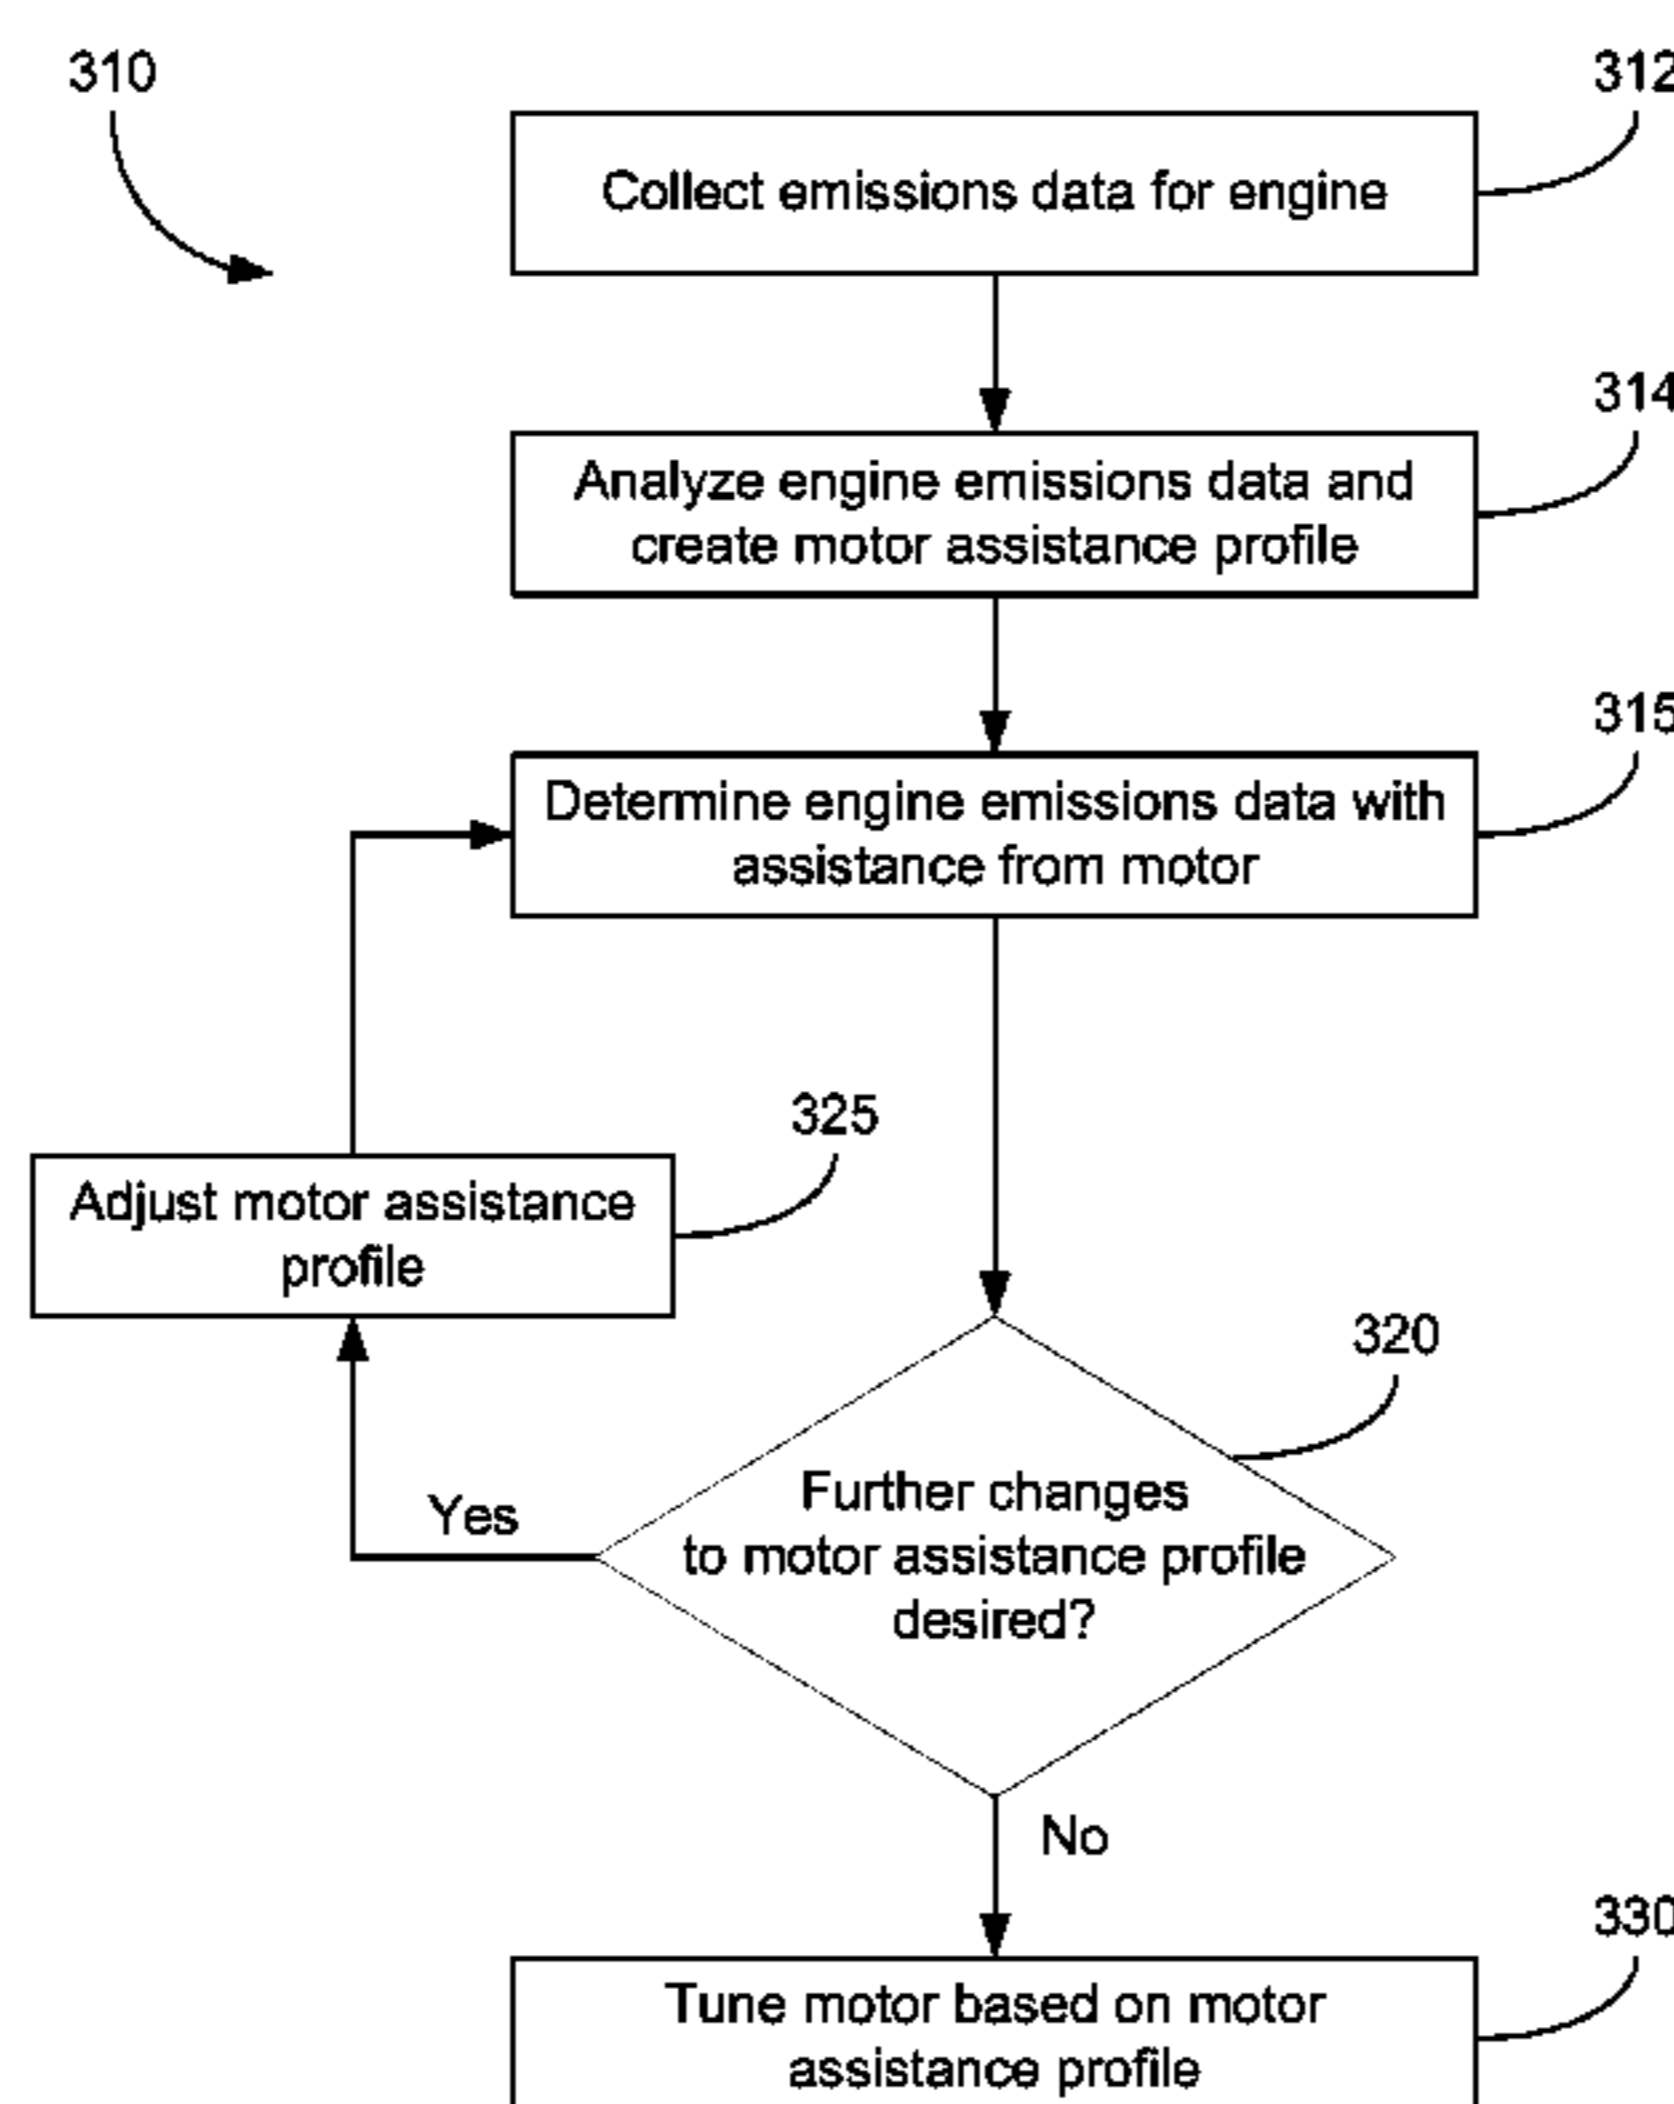 310
312
Collect emissions data for engine
314
Analyze engine emissions data and
create motor assistance profile
315
Determine engine emissions data with
assistance from motor
325
Adjust motor assistance
profile
320
Further changes
to motor assistance profile
desired?
Yes
No
330
Tune motor based on motor
assistance profile